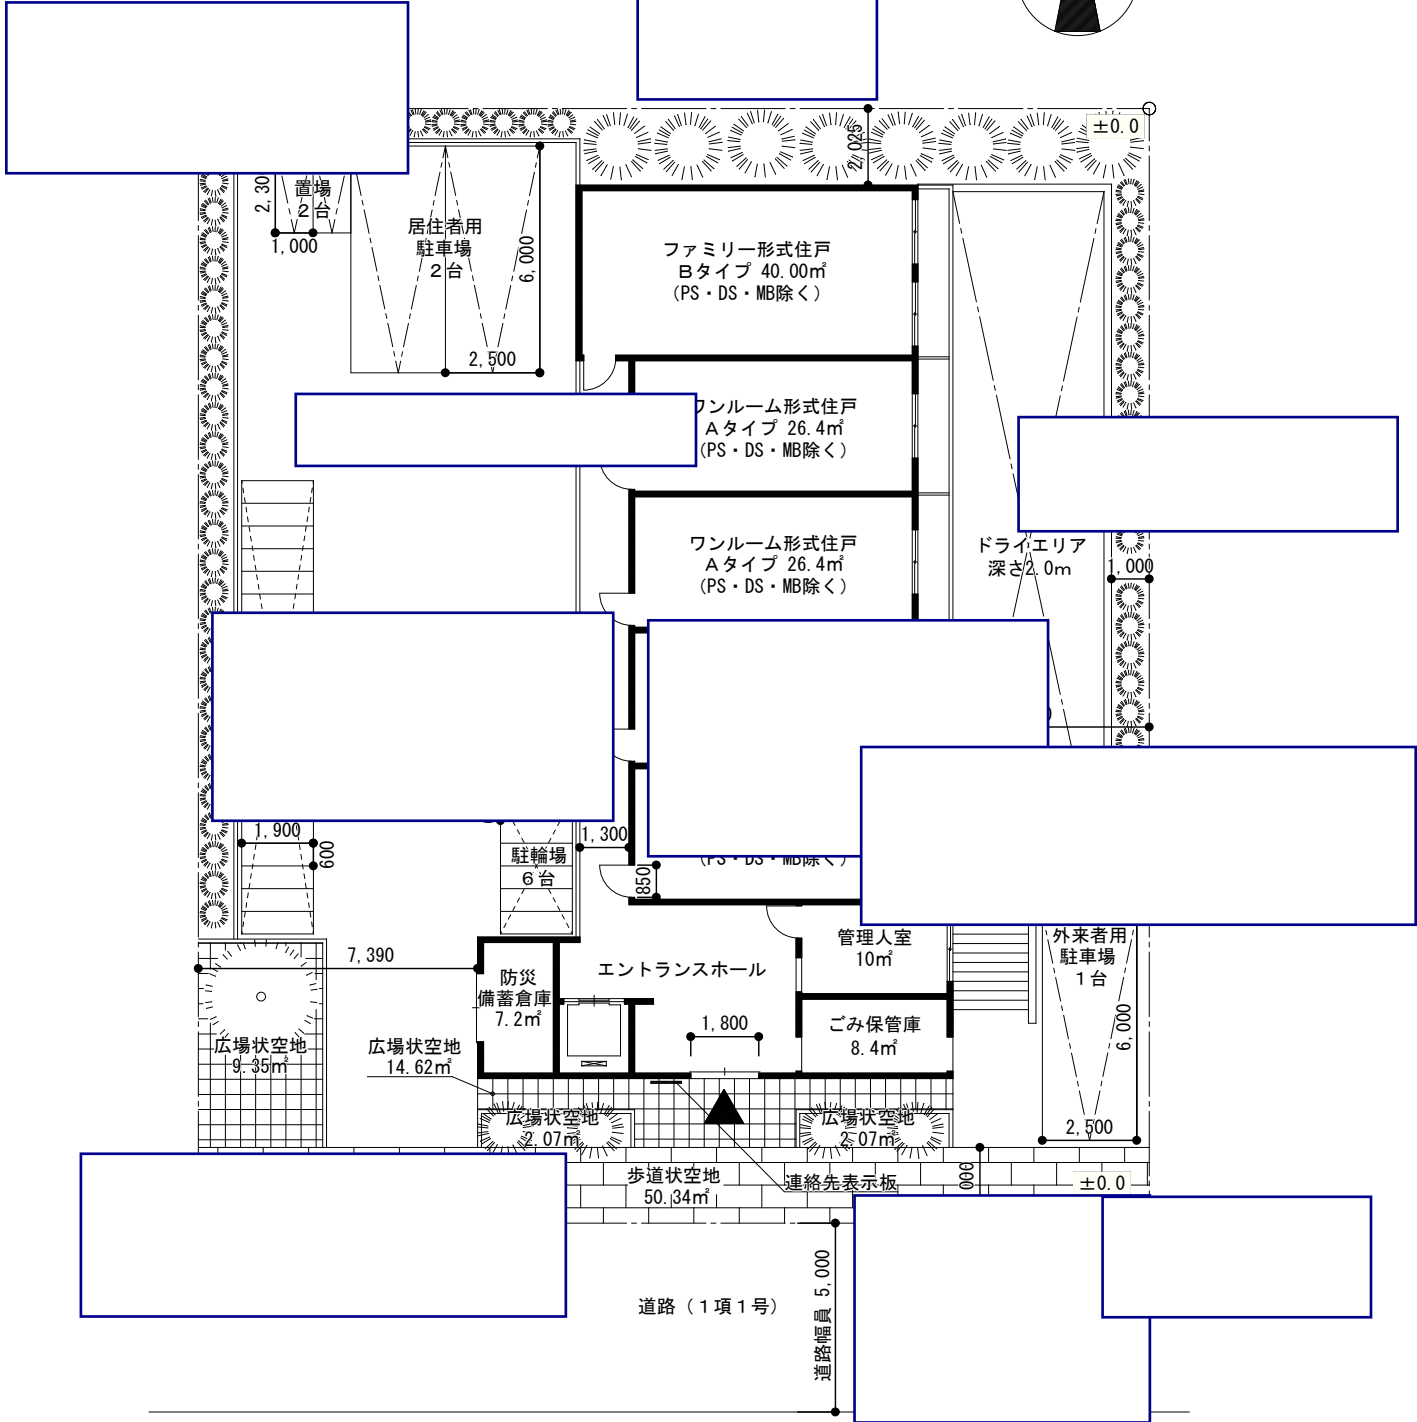 ±0.0
2,025
置場
２台
1,000
居住者用
駐車場
２台
6,000
2,500
ファミリー形式住戸
Ｂタイプ 40.00㎡
（PS・DS・MB除く）
ワンルーム形式住戸
Ａタイプ 26.4㎡
（PS・DS・MB除く）
ワンルーム形式住戸
Ａタイプ 26.4㎡
（PS・DS・MB除く）
ドライエリア
深さ2.0m
1,000
1,900
600
駐輪場
６台
1,300
850
（PS・DS・MB除く）
7,390
防災
備蓄倉庫
7.2㎡
エントランスホール
管理人室
10㎡
外来者用
駐車場
１台
6,000
2,500
ごみ保管庫
8.4㎡
1,800
広場状空地
9.35㎡
広場状空地
14.62㎡
広場状空地
2.07㎡
広場状空地
2.07㎡
歩道状空地
50.34㎡
連絡先表示板
±0.0
道路（１項１号）
道路幅員 5,000